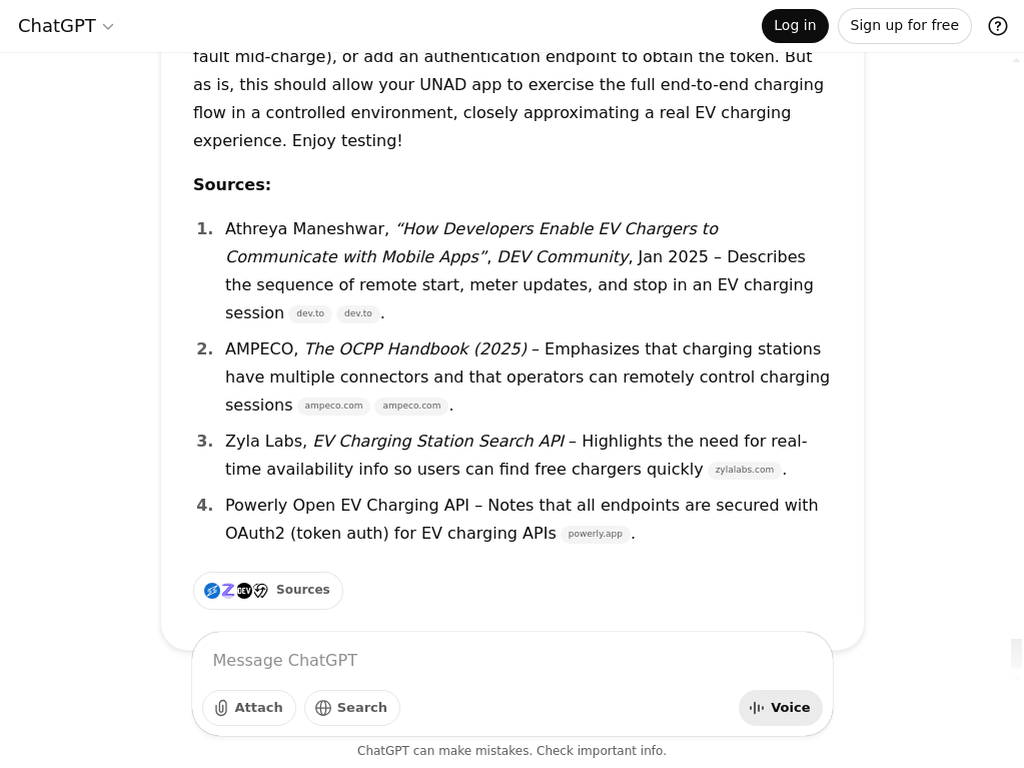 ChatGPT
Log in
Sign up for free
fault mid-charge), or add an authentication endpoint to obtain the token. But
as is, this should allow your UNAD app to exercise the full end-to-end charging
flow in a controlled environment, closely approximating a real EV charging
experience. Enjoy testing!
Sources:
1. Athreya Maneshwar, “How Developers Enable EV Chargers to
Communicate with Mobile Apps”, DEV Community, Jan 2025 – Describes
the sequence of remote start, meter updates, and stop in an EV charging
session dev.to dev.to .
2. AMPECO, The OCPP Handbook (2025) – Emphasizes that charging stations
have multiple connectors and that operators can remotely control charging
sessions ampeco.com ampeco.com .
3. Zyla Labs, EV Charging Station Search API – Highlights the need for real-
time availability info so users can find free chargers quickly zylalabs.com .
4. Powerly Open EV Charging API – Notes that all endpoints are secured with
OAuth2 (token auth) for EV charging APIs powerly.app .
DEV Sources
Message ChatGPT
Attach
Search
Voice
ChatGPT can make mistakes. Check important info.